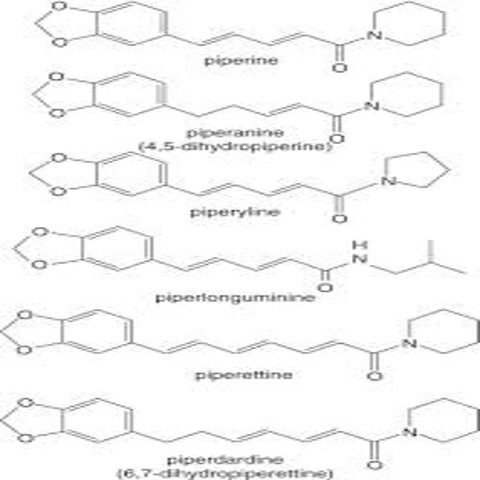 O
O
N
O
piperine
O
O
N
O
piperanine
(4,5-dihydropiperine)
O
O
N
O
piperyline
O
O
H
N
O
piperlonguminine
O
O
N
O
piperettine
O
O
N
O
piperdardine
(6,7-dihydropiperettine)